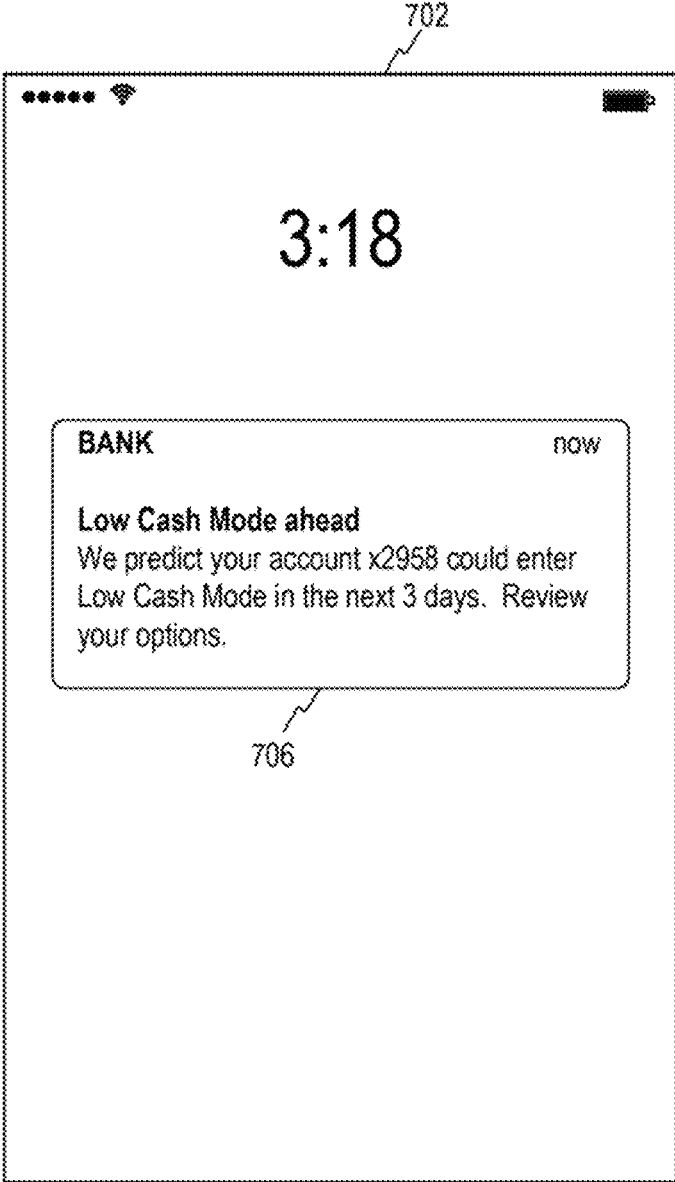 702
3:18
BANK now
Low Cash Mode ahead
We predict your account x2958 could enter
Low Cash Mode in the next 3 days.  Review
your options.
706